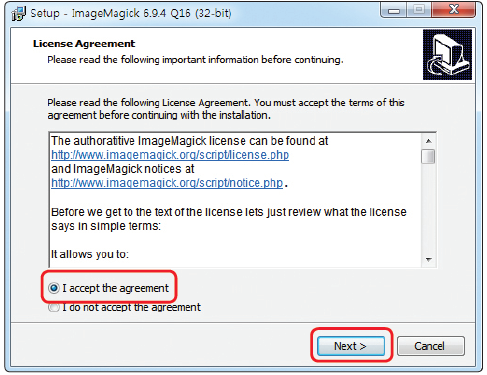 Setup - ImageMagick 6.9.4 Q16 (32-bit)
License Agreement
Please read the following important information before continuing.
Please read the following License Agreement. You must accept the terms of this
agreement before continuing with the installation.
The authoratitive ImageMagick license can be found at
http://www.imagemagick.org/script/license.php
and ImageMagick notices at
http://www.imagemagick.org/script/notice.php.
Before we get to the text of the license lets just review what the license
says in simple terms:
It allows you to:
I accept the agreement
I do not accept the agreement
Next >
Cancel